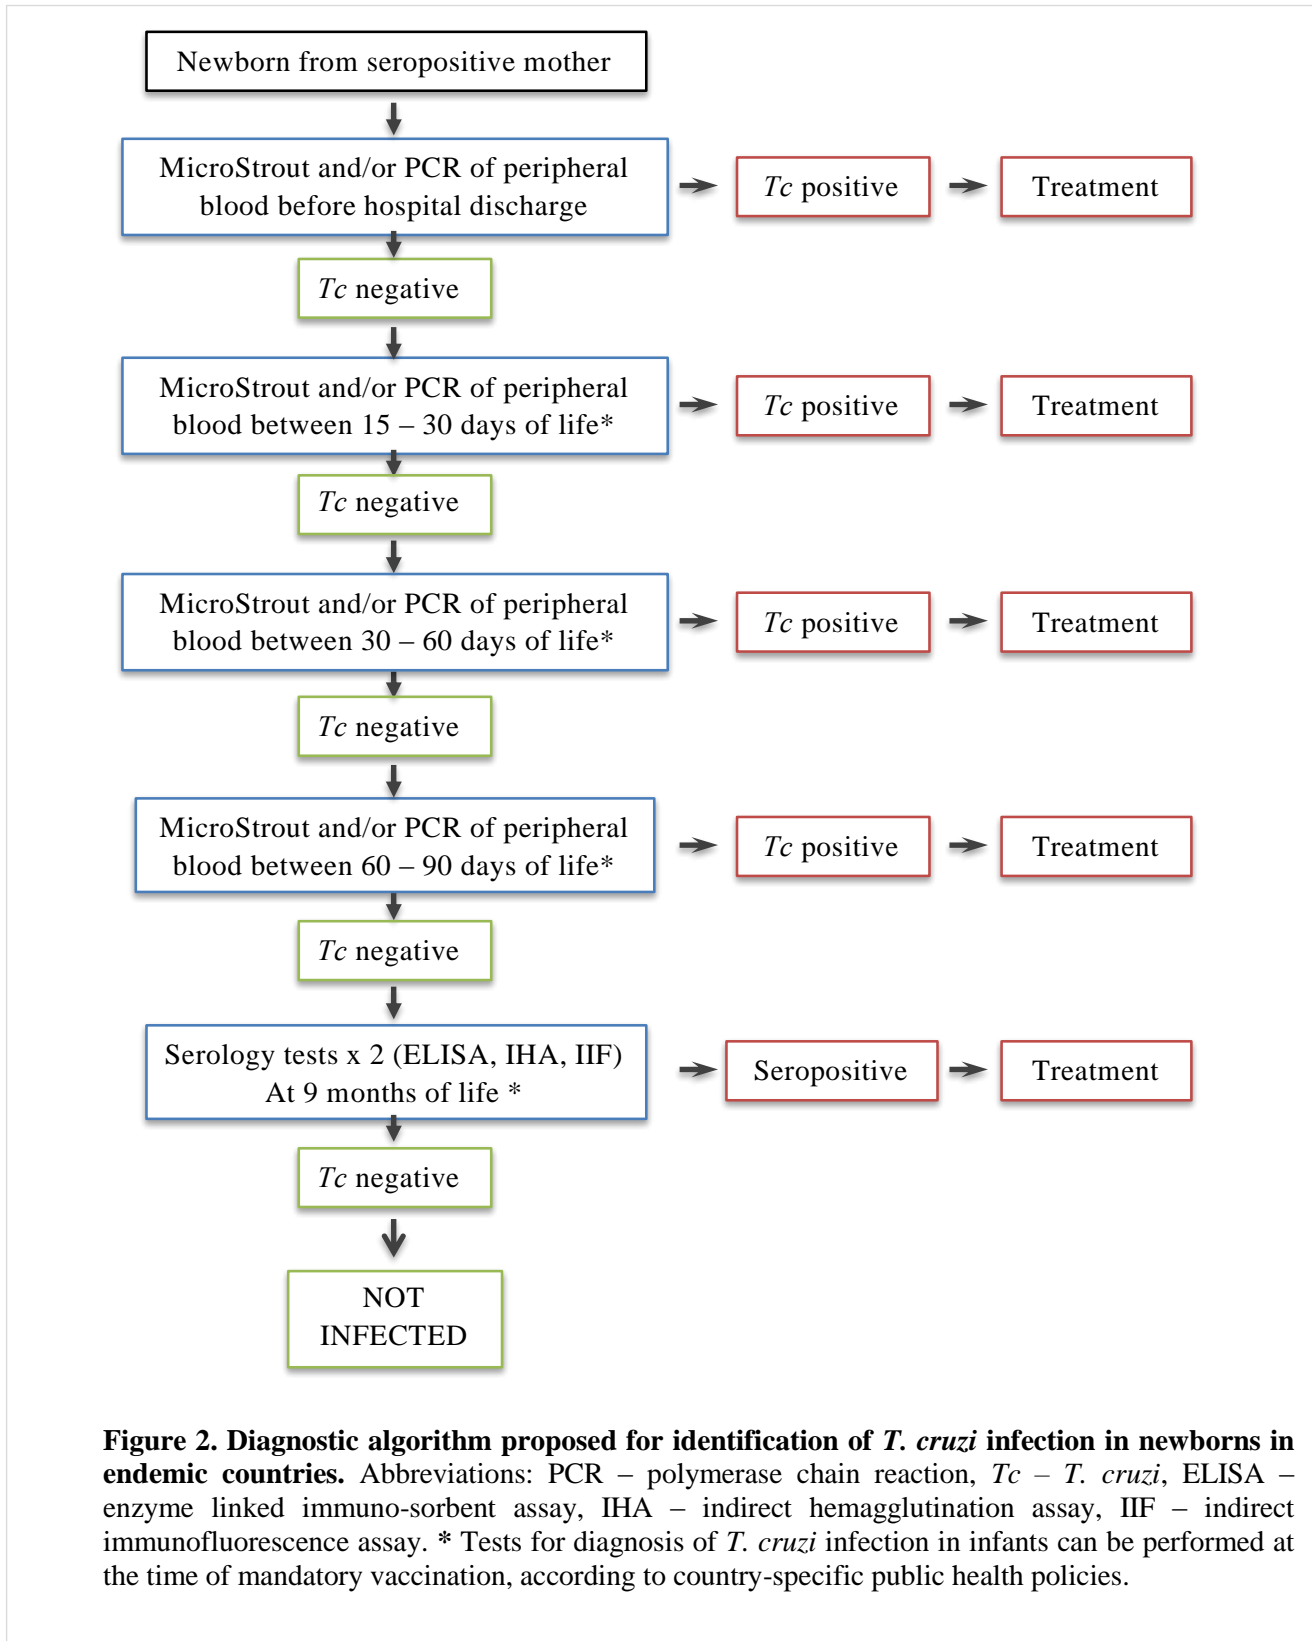 Newborn from seropositive mother
MicroStrout and/or PCR of peripheral
blood before hospital discharge
Tc positive
Treatment
Tc negative
MicroStrout and/or PCR of peripheral
blood between 15 – 30 days of life*
Tc positive
Treatment
Tc negative
MicroStrout and/or PCR of peripheral
blood between 30 – 60 days of life*
Tc positive
Treatment
Tc negative
MicroStrout and/or PCR of peripheral
blood between 60 – 90 days of life*
Tc positive
Treatment
Tc negative
Serology tests x 2 (ELISA, IHA, IIF)
At 9 months of life *
Seropositive
Treatment
Tc negative
NOT
INFECTED
Figure 2. Diagnostic algorithm proposed for identification of T. cruzi infection in newborns in
endemic countries. Abbreviations: PCR – polymerase chain reaction, Tc – T. cruzi, ELISA –
enzyme linked immuno-sorbent assay, IHA – indirect hemagglutination assay, IIF – indirect
immunofluorescence assay. * Tests for diagnosis of T. cruzi infection in infants can be performed at
the time of mandatory vaccination, according to country-specific public health policies.